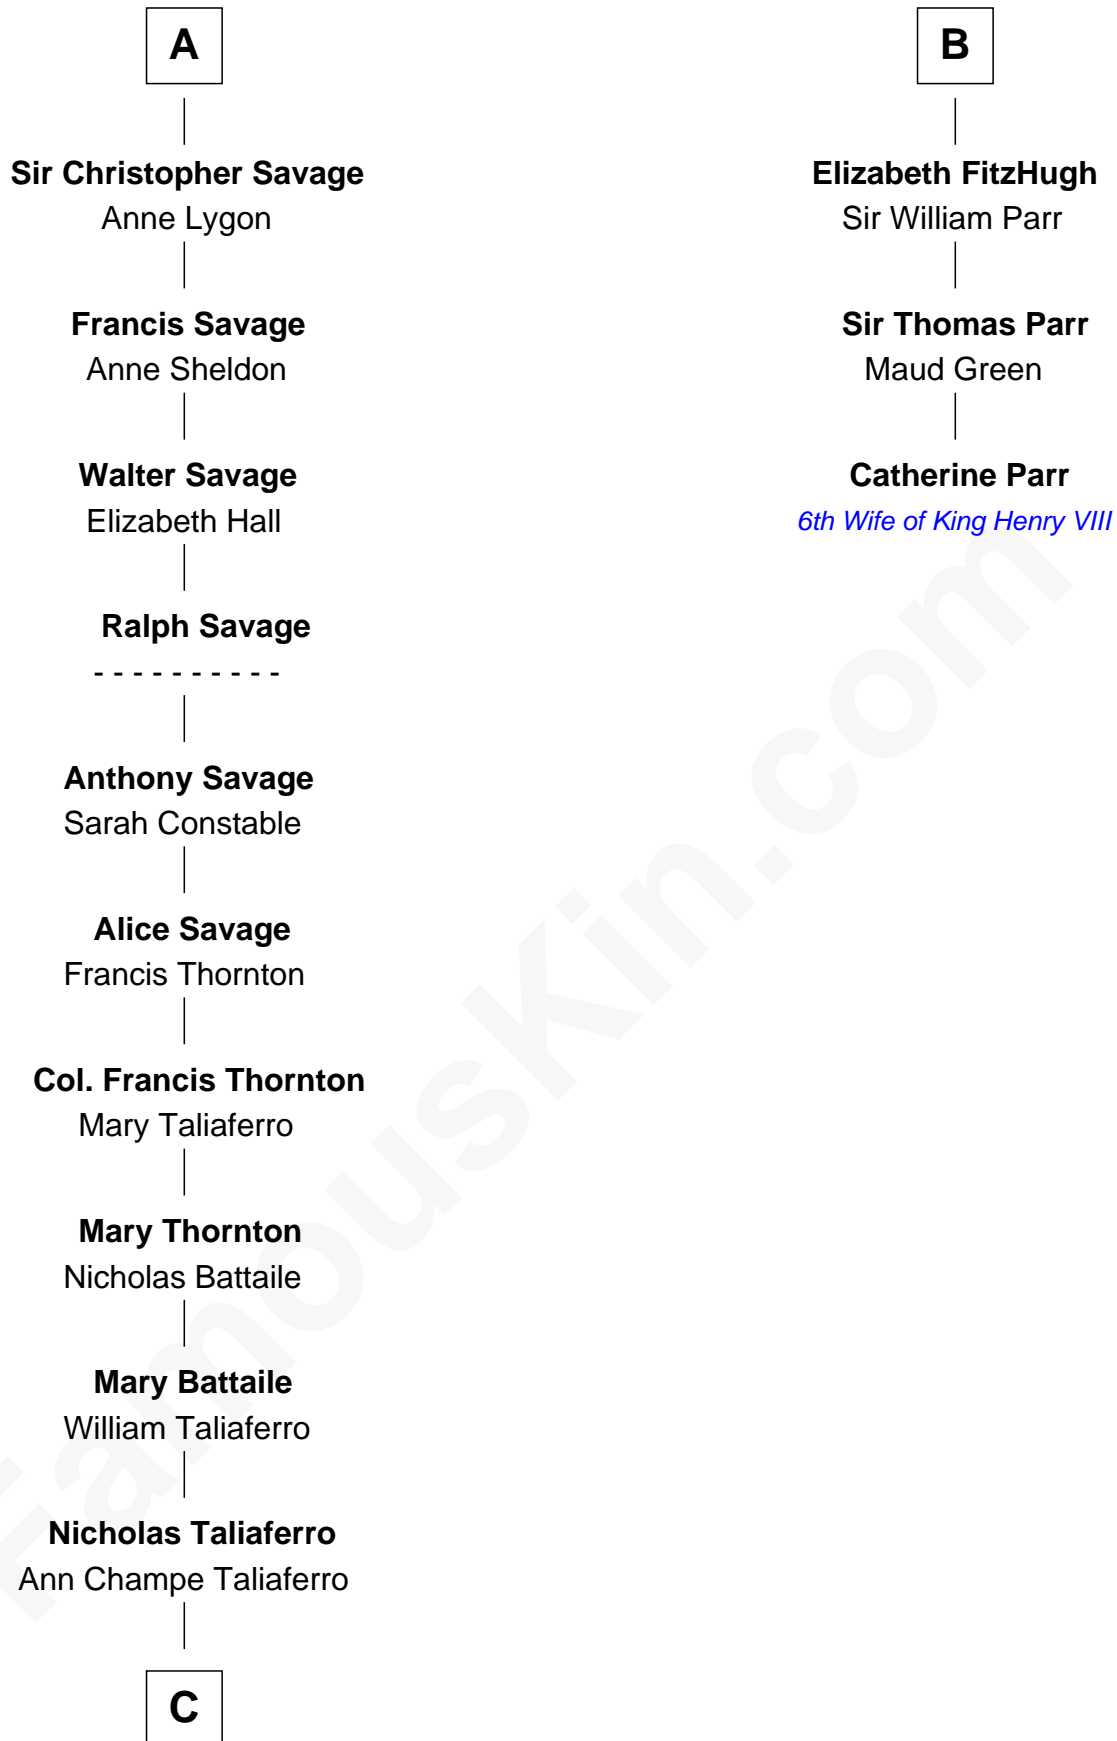 A
Sir Christopher Savage
Anne Lygon
Francis Savage
Anne Sheldon
Walter Savage
Elizabeth Hall
Ralph Savage
- - - - - - - - - -
Anthony Savage
Sarah Constable
Alice Savage
Francis Thornton
Col. Francis Thornton
Mary Taliaferro
Mary Thornton
Nicholas Battaile
Mary Battaile
William Taliaferro
Nicholas Taliaferro
Ann Champe Taliaferro
C
B
Elizabeth FitzHugh
Sir William Parr
Sir Thomas Parr
Maud Green
Catherine Parr
6th Wife of King Henry VIII
FamousKin.com